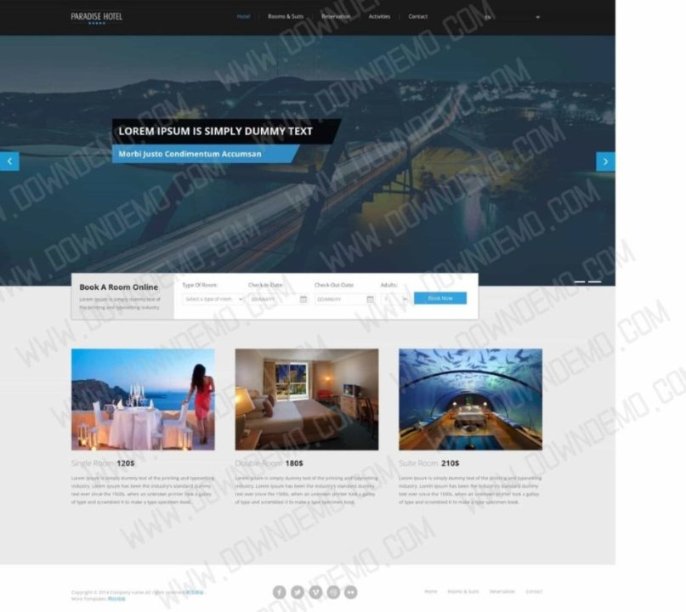 PARADISE HOTEL
Hotel Rooms & Suits Reservation Activities Contact EN
LOREM IPSUM IS SIMPLY DUMMY TEXT
Morbi Justo Condimentum Accumsan
Book A Room Online
Lorem Ipsum is simply dummy text of
the printing and typesetting industry
Type Of Room: Check-In-Date: Check-Out-Date: Adults:
Select a type of room DD/MM/YY DD/MM/YY 1 Book Now
Single Room 120$ Double Room 180$ Suite Room 210$
Lorem Ipsum is simply dummy text of the printing and typesetting
industry. Lorem Ipsum has been the industry's standard dummy text
ever since the 1500s, when an unknown printer took a galley
of type and scrambled it to make a type specimen book.
Lorem Ipsum is simply dummy text of the printing and typesetting
industry. Lorem Ipsum has been the industry's standard dummy text
ever since the 1500s, when an unknown printer took a galley
of type and scrambled it to make a type specimen book.
Lorem Ipsum is simply dummy text of the printing and typesetting
industry. Lorem Ipsum has been the industry's standard dummy text
ever since the 1500s, when an unknown printer took a galley
of type and scrambled it to make a type specimen book.
Copyright © 2014.Company name All rights reserved.
More Templates
Home Rooms & Suits Reservation Contact
WWW.DOWNDEMO.COM